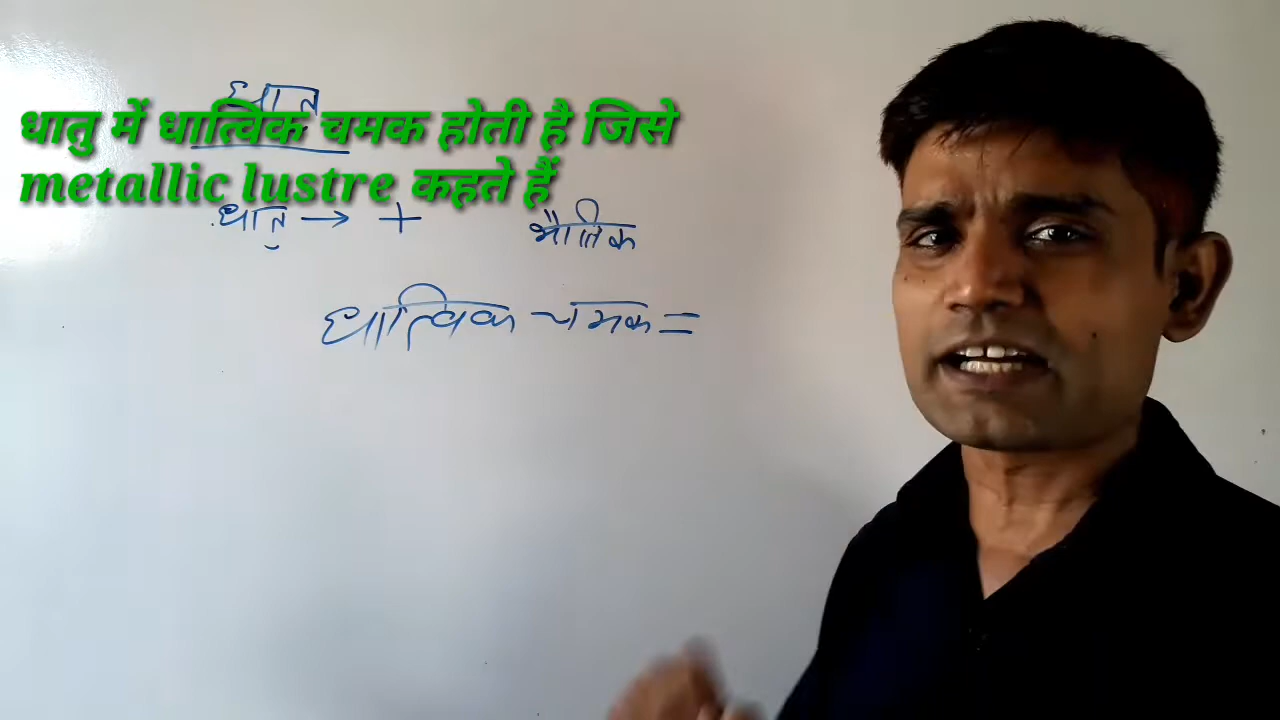 धातु
धातु में धात्विक चमक होती है जिसे
metallic lustre कहते हैं
धातु → + भौतिक
धात्विक चमक =